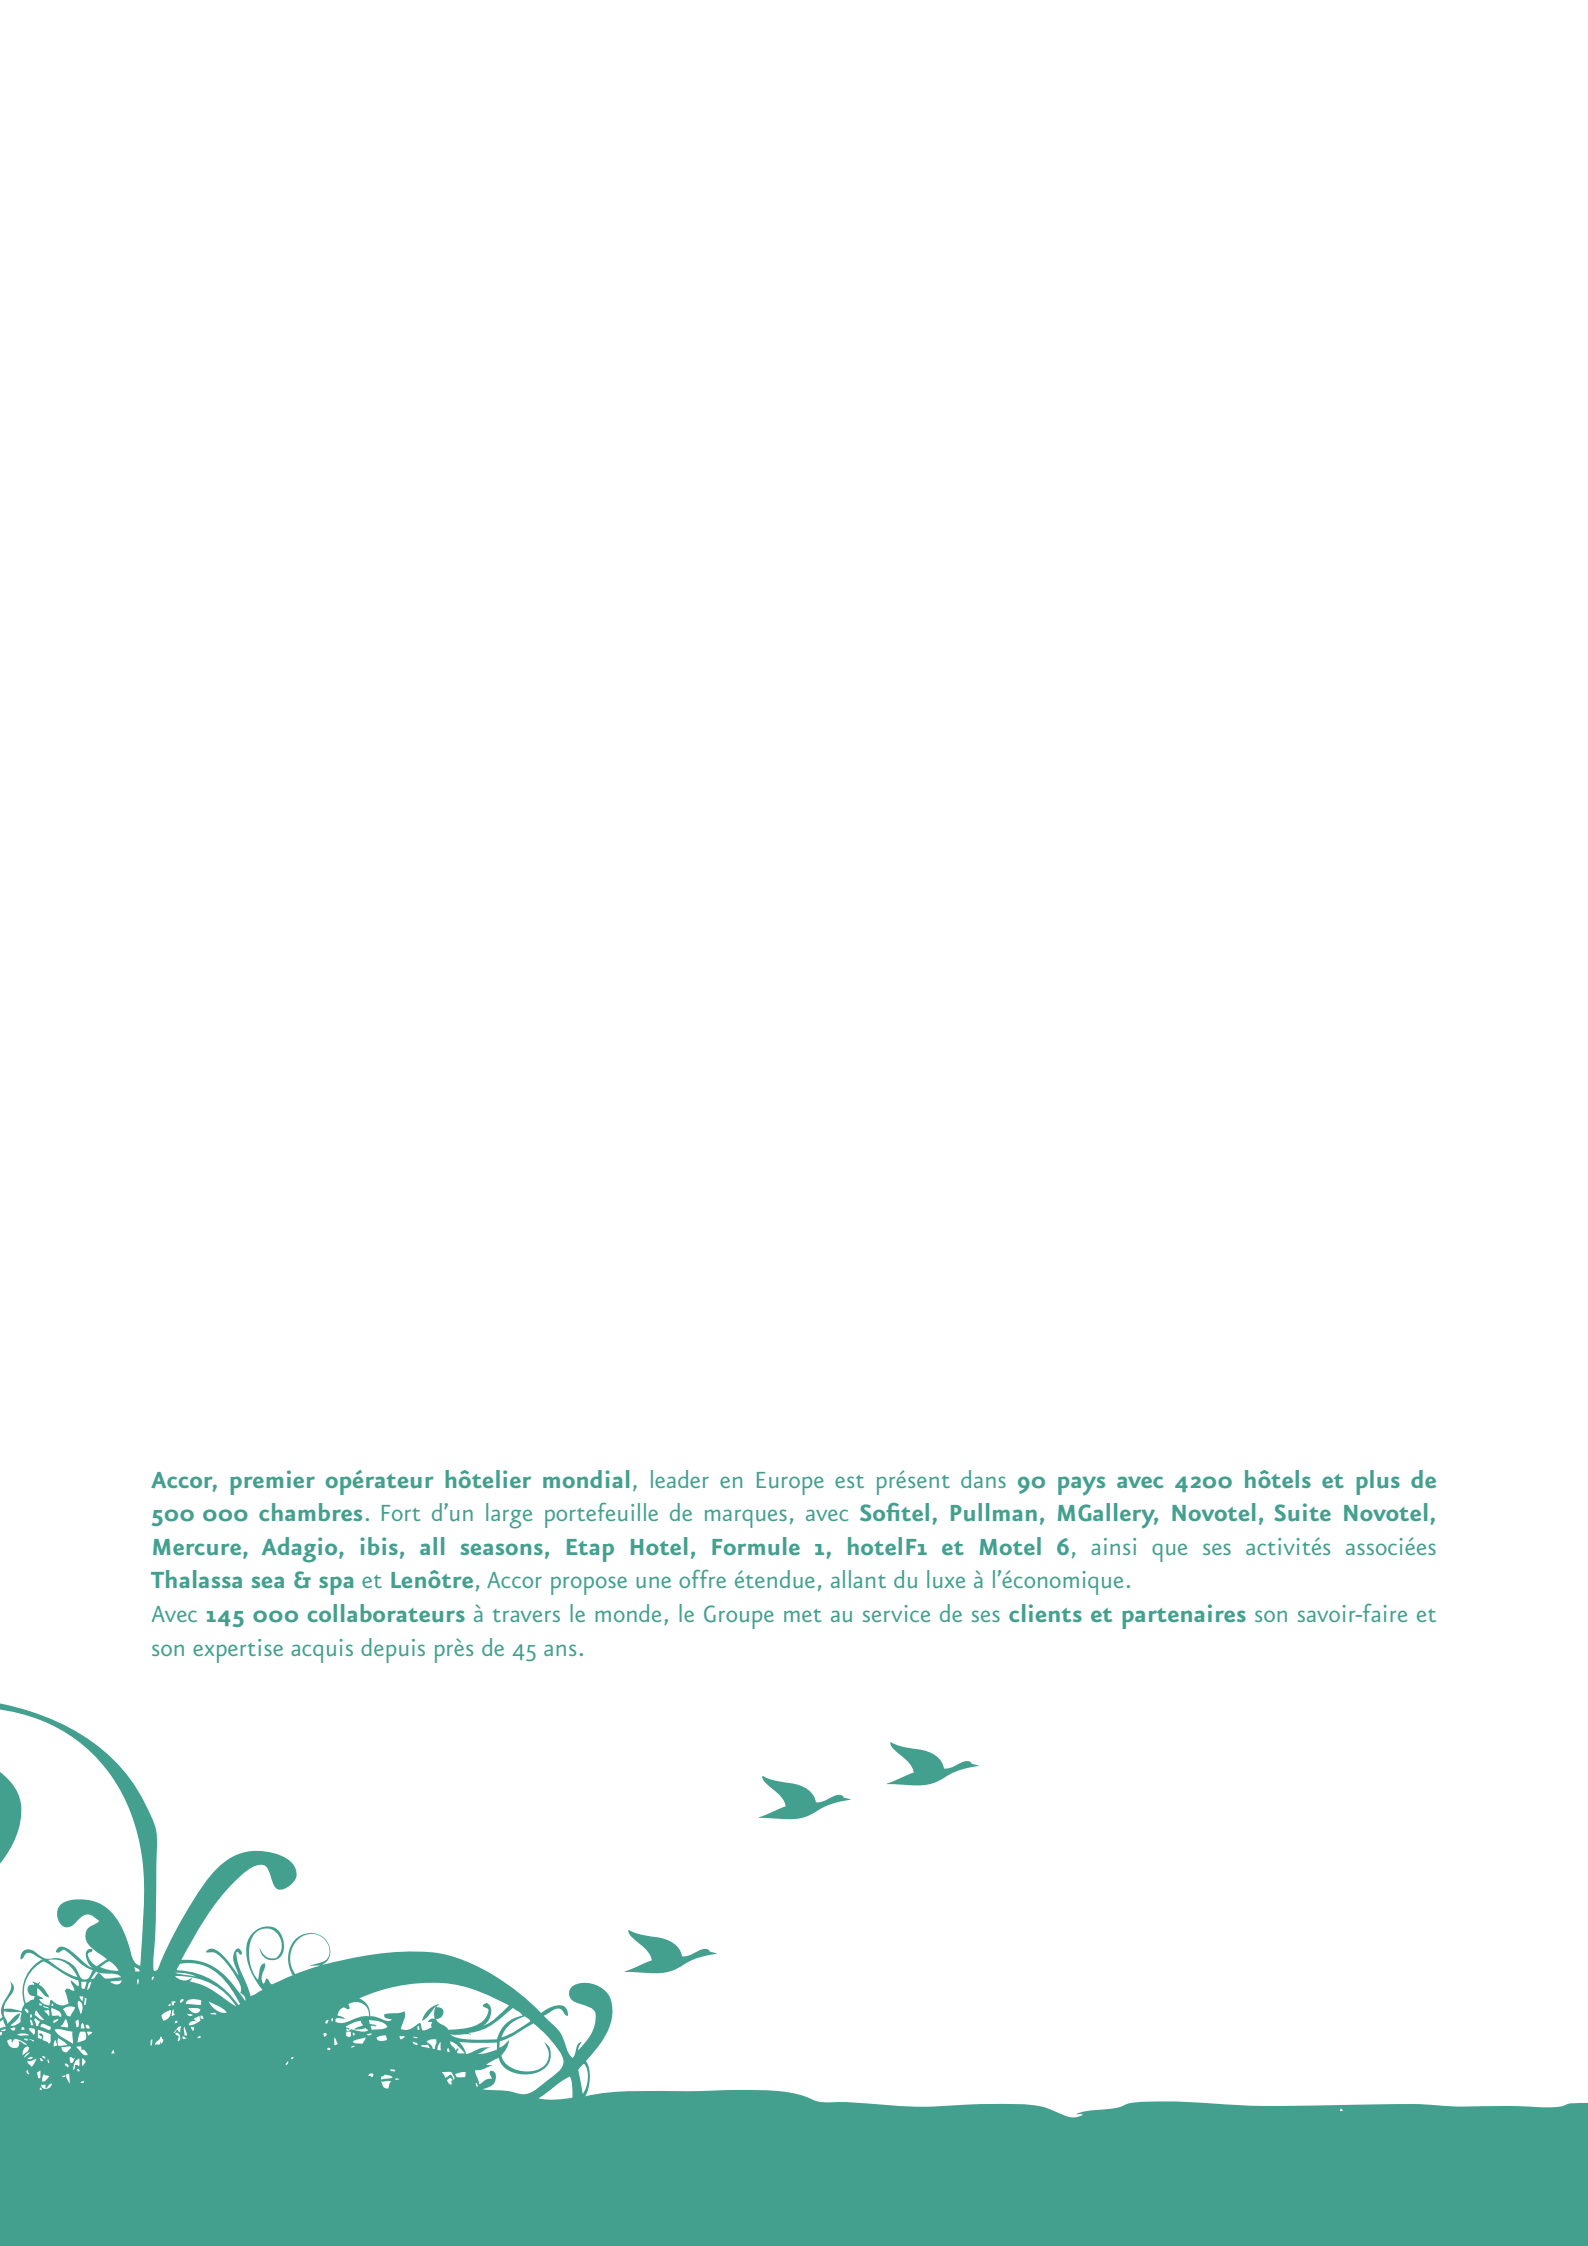 Accor, premier opérateur hôtelier mondial, leader en Europe est présent dans 90 pays avec 4200 hôtels et plus de
500 000 chambres. Fort d’un large portefeuille de marques, avec Sofitel, Pullman, MGallery, Novotel, Suite Novotel,
Mercure, Adagio, ibis, all seasons, Etap Hotel, Formule 1, hotelF1 et Motel 6, ainsi que ses activités associées
Thalassa sea & spa et Lenôtre, Accor propose une offre étendue, allant du luxe à l’économique.
Avec 145 000 collaborateurs à travers le monde, le Groupe met au service de ses clients et partenaires son savoir-faire et
son expertise acquis depuis près de 45 ans.